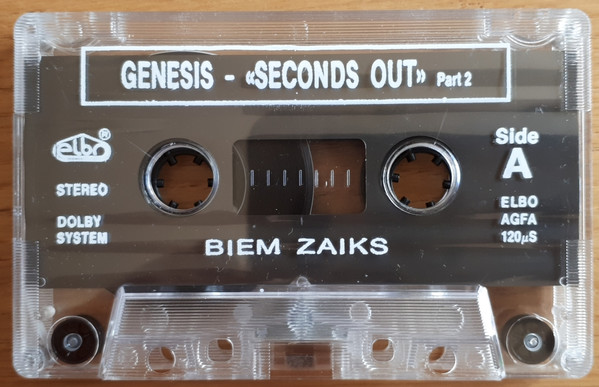 GENESIS - «SECONDS OUT» Part 2
elbo®
STEREO
DOLBY
SYSTEM
Side
A
ELBO
AGFA
120µS
BIEM ZAIKS